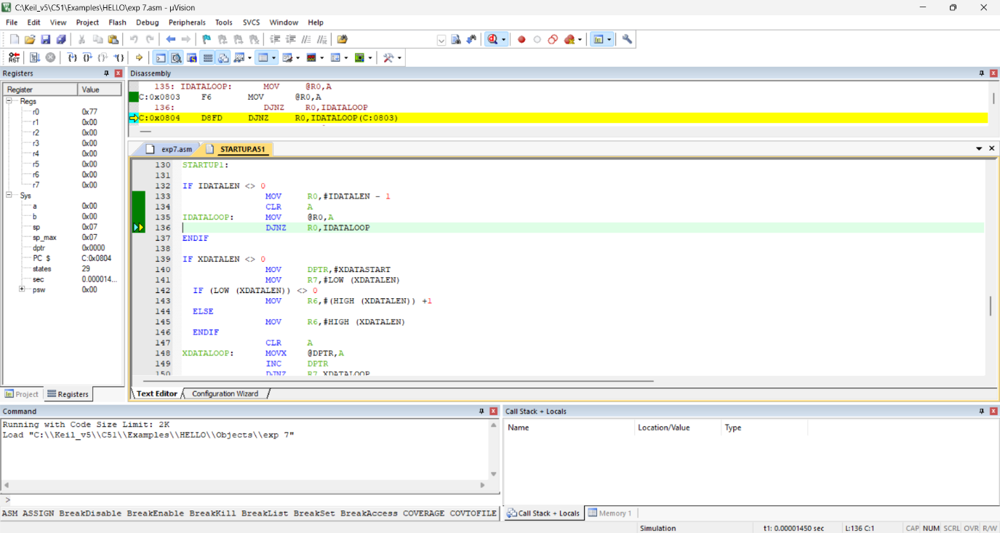 C:\Keil_v5\C51\Examples\HELLO\exp 7.asm - µVision
File Edit View Project Flash Debug Peripherals Tools SVCS Window Help
RST
Registers
Register Value
Regs
r0 0x77
r1 0x00
r2 0x00
r3 0x00
r4 0x00
r5 0x00
r6 0x00
r7 0x00
Sys
a 0x00
b 0x00
sp 0x07
sp_max 0x07
dptr 0x0000
PC $ C:0x0804
states 29
sec 0.000014...
psw 0x00
Project Registers
Disassembly
135: IDATALOOP: MOV @R0,A
C:0x0803 F6 MOV @R0,A
136: DJNZ R0,IDATALOOP
C:0x0804 D8FD DJNZ R0,IDATALOOP(C:0803)
exp7.asm STARTUP.A51
130 STARTUP1:
131
132 IF IDATALEN <> 0
133 MOV R0,#IDATALEN - 1
134 CLR A
135 IDATALOOP: MOV @R0,A
136 DJNZ R0,IDATALOOP
137 ENDIF
138
139 IF XDATALEN <> 0
140 MOV DPTR,#XDATASTART
141 MOV R7,#LOW (XDATALEN)
142 IF (LOW (XDATALEN)) <> 0
143 MOV R6,#(HIGH (XDATALEN)) +1
144 ELSE
145 MOV R6,#HIGH (XDATALEN)
146 ENDIF
147 CLR A
148 XDATALOOP: MOVX @DPTR,A
149 INC DPTR
150 DJNZ R7,XDATALOOP
Text Editor Configuration Wizard
Command
Running with Code Size Limit: 2K
Load "C:\\Keil_v5\\C51\\Examples\\HELLO\\Objects\\exp 7"
>
ASM ASSIGN BreakDisable BreakEnable BreakKill BreakList BreakSet BreakAccess COVERAGE COVTOFILE
Call Stack + Locals
Name Location/Value Type
Call Stack + Locals Memory 1
Simulation t1: 0.00001450 sec L:136 C:1 CAP NUM SCRL OVR R/W